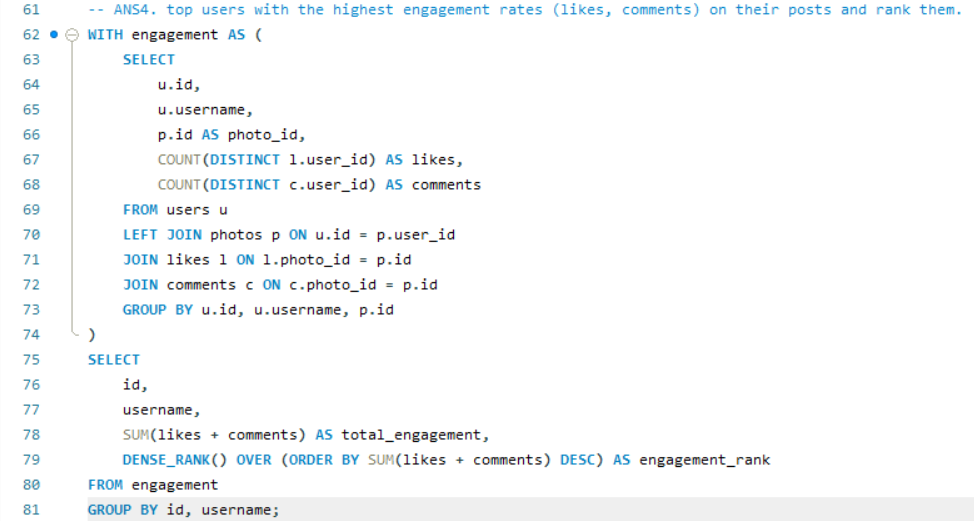 61 -- ANS4. top users with the highest engagement rates (likes, comments) on their posts and rank them.
62 WITH engagement AS (
63 SELECT
64 u.id,
65 u.username,
66 p.id AS photo_id,
67 COUNT(DISTINCT l.user_id) AS likes,
68 COUNT(DISTINCT c.user_id) AS comments
69 FROM users u
70 LEFT JOIN photos p ON u.id = p.user_id
71 JOIN likes l ON l.photo_id = p.id
72 JOIN comments c ON c.photo_id = p.id
73 GROUP BY u.id, u.username, p.id
74 )
75 SELECT
76 id,
77 username,
78 SUM(likes + comments) AS total_engagement,
79 DENSE_RANK() OVER (ORDER BY SUM(likes + comments) DESC) AS engagement_rank
80 FROM engagement
81 GROUP BY id, username;